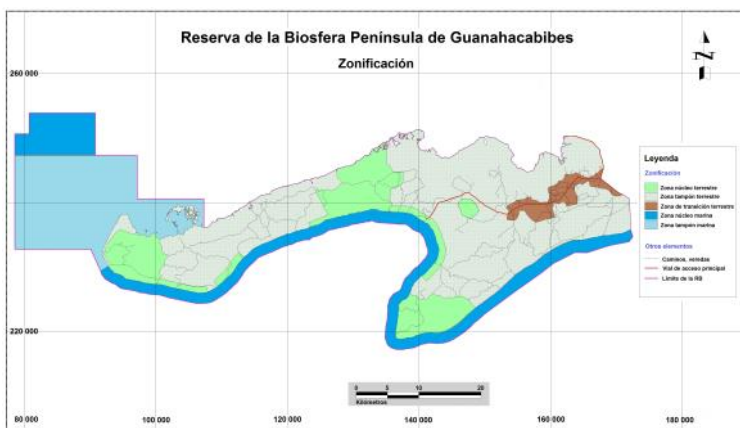 Reserva de la Biosfera Península de Guanahacabibes
Zonificación
N
260 000
220 000
Leyenda
Zonificación
Zona núcleo terrestre
Zona tampón terrestre
Zona de transición terrestre
Zona núcleo marina
Zona tampón marina
Otros elementos
Caminos, veredas
Vial de acceso principal
Límite de la RB
0 5 10 20
Kilómetros
80 000 100 000 120 000 140 000 160 000 180 000